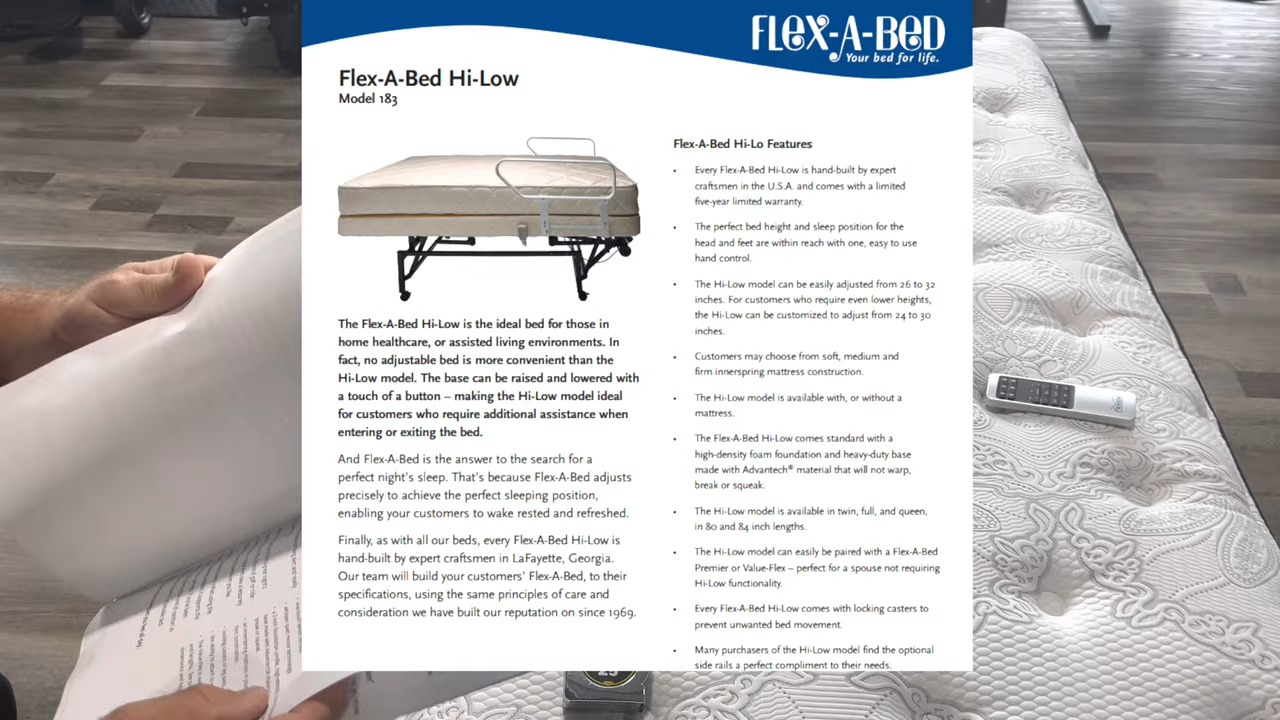 FLEX-A-BED
Your bed for life.
Flex-A-Bed Hi-Low
Model 183
The Flex-A-Bed Hi-Low is the ideal bed for those in
home healthcare, or assisted living environments. In
fact, no adjustable bed is more convenient than the
Hi-Low model. The base can be raised and lowered with
a touch of a button – making the Hi-Low model ideal
for customers who require additional assistance when
entering or exiting the bed.
And Flex-A-Bed is the answer to the search for a
perfect night's sleep. That's because Flex-A-Bed adjusts
precisely to achieve the perfect sleeping position,
enabling your customers to wake rested and refreshed.
Finally, as with all our beds, every Flex-A-Bed Hi-Low is
hand-built by expert craftsmen in LaFayette, Georgia.
Our team will build your customers' Flex-A-Bed, to their
specifications, using the same principles of care and
consideration we have built our reputation on since 1969.
Flex-A-Bed Hi-Lo Features
• Every Flex-A-Bed Hi-Low is hand-built by expert
craftsmen in the U.S.A. and comes with a limited
five-year limited warranty.
• The perfect bed height and sleep position for the
head and feet are within reach with one, easy to use
hand control.
• The Hi-Low model can be easily adjusted from 26 to 32
inches. For customers who require even lower heights,
the Hi-Low can be customized to adjust from 24 to 30
inches.
• Customers may choose from soft, medium and
firm innerspring mattress construction.
• The Hi-Low model is available with, or without a
mattress.
• The Flex-A-Bed Hi-Low comes standard with a
high-density foam foundation and heavy-duty base
made with Advantech® material that will not warp,
break or squeak.
• The Hi-Low model is available in twin, full, and queen,
in 80 and 84 inch lengths.
• The Hi-Low model can easily be paired with a Flex-A-Bed
Premier or Value-Flex – perfect for a spouse not requiring
Hi-Low functionality.
• Every Flex-A-Bed Hi-Low comes with locking casters to
prevent unwanted bed movement.
• Many purchasers of the Hi-Low model find the optional
side rails a perfect compliment to their needs.
25